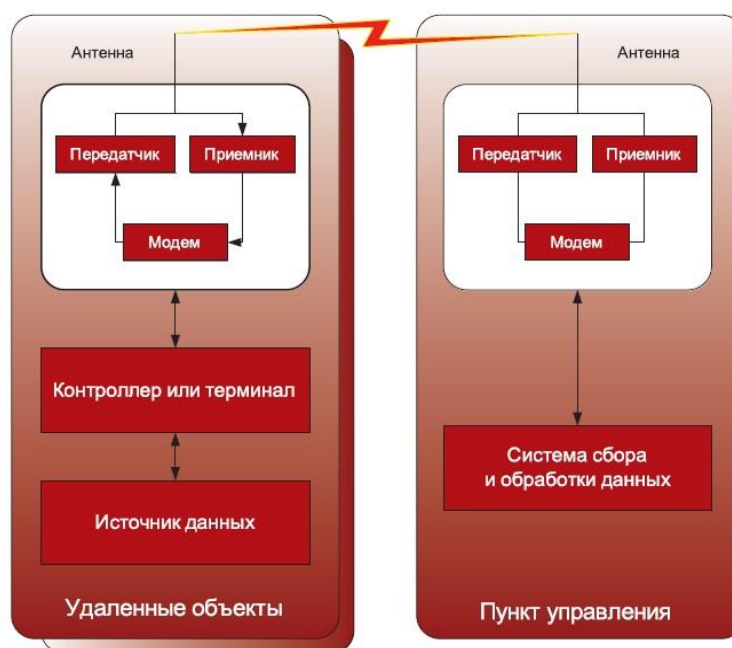 Антенна
Передатчик
Приемник
Модем
Контроллер или терминал
Источник данных
Удаленные объекты
Антенна
Передатчик
Приемник
Модем
Система сбора
и обработки данных
Пункт управления